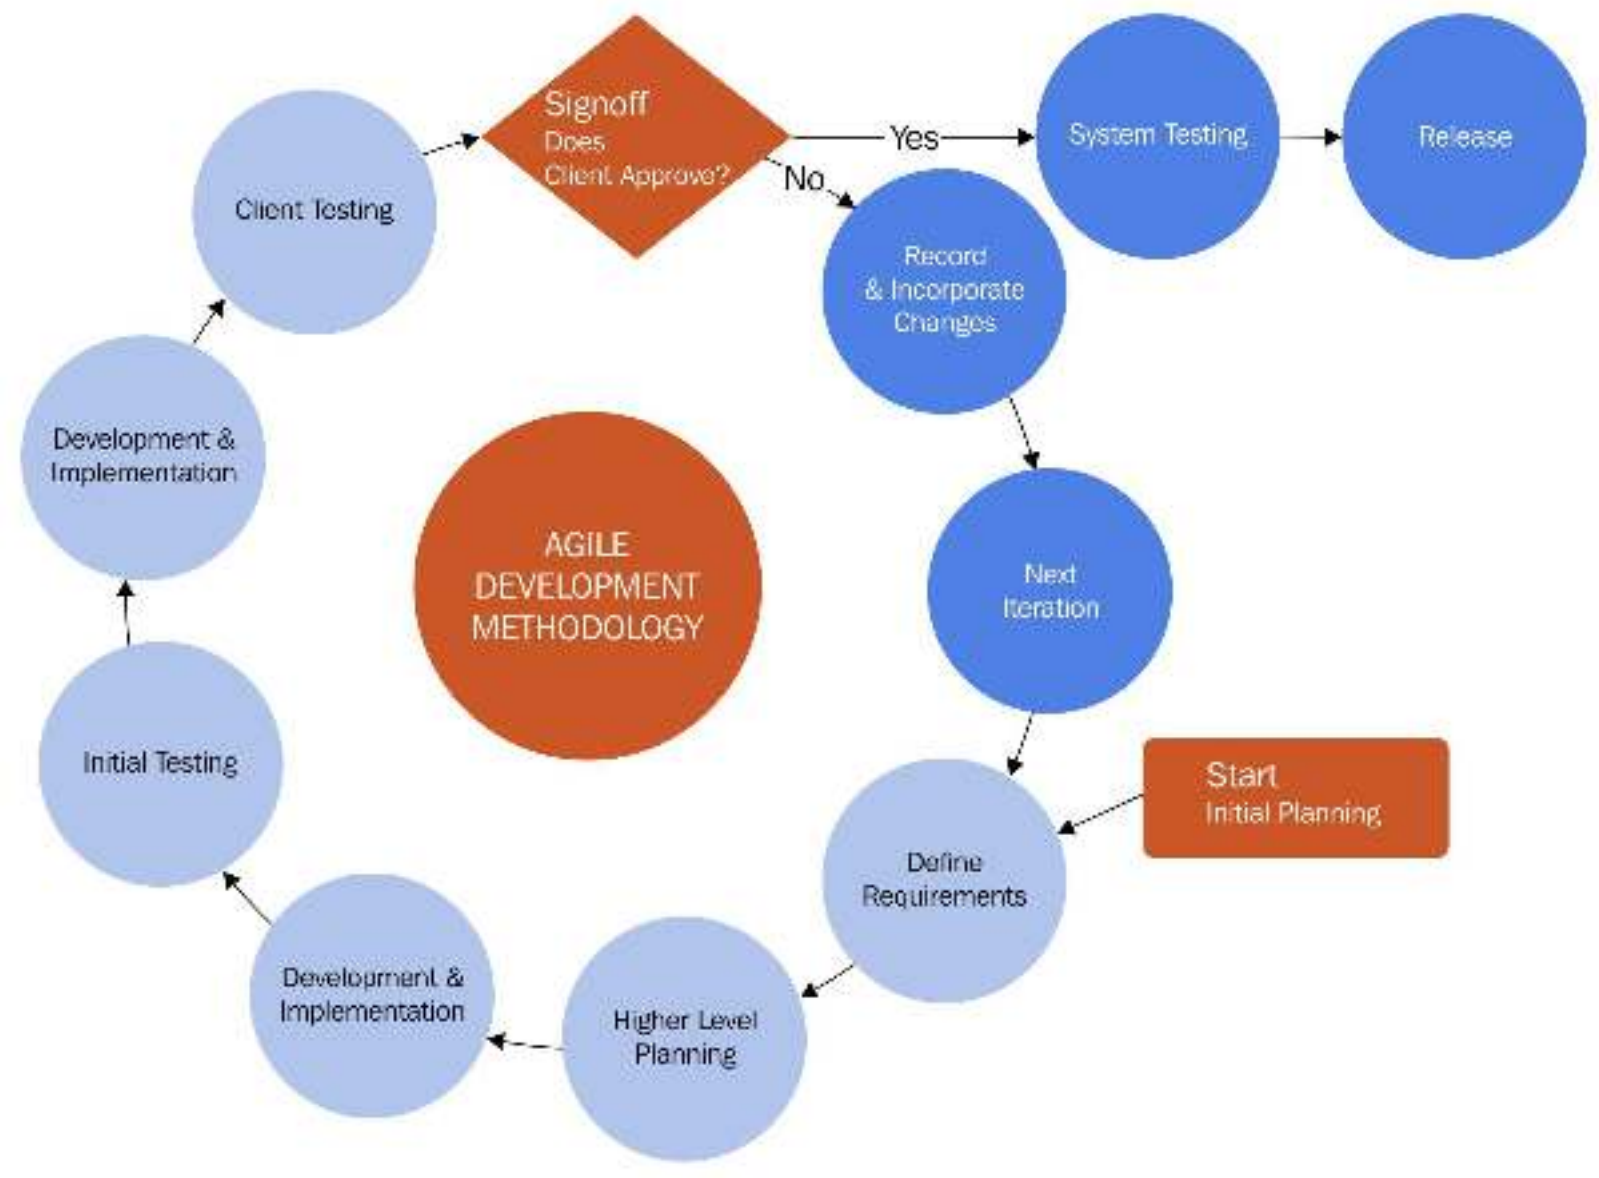 Signoff
Does
Client Approve?
Yes
No
System Testing
Release
Client Testing
Record
& Incorporate
Changes
Development &
Implementation
AGILE
DEVELOPMENT
METHODOLOGY
Next
Iteration
Initial Testing
Start
Initial Planning
Define
Requirements
Development &
Implementation
Higher Level
Planning